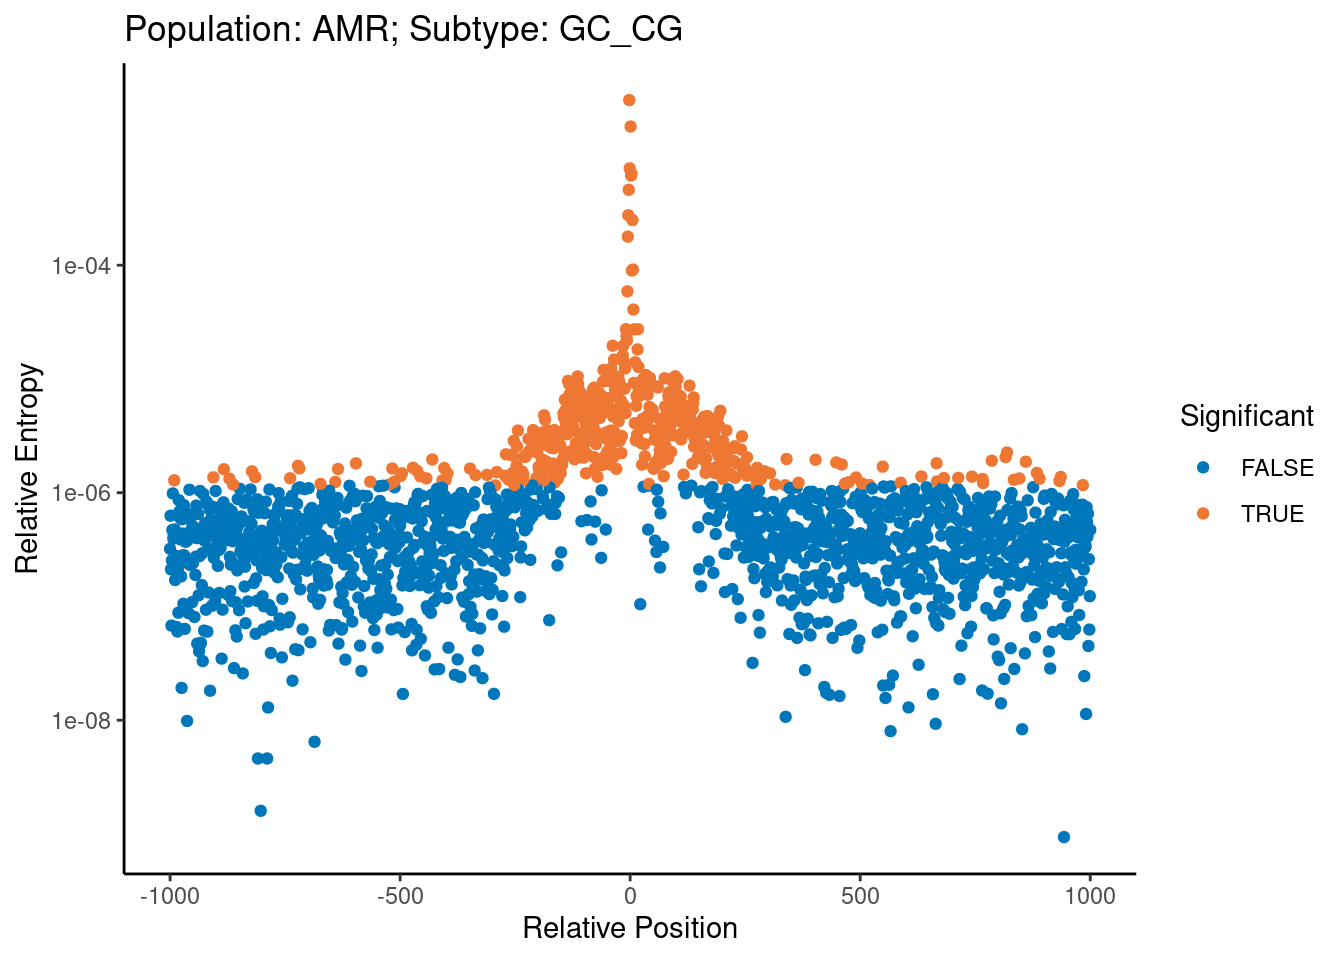 Population: AMR; Subtype: GC_CG
Relative Entropy
1e-04
1e-06
1e-08
-1000
-500
0
500
1000
Relative Position
Significant
FALSE
TRUE